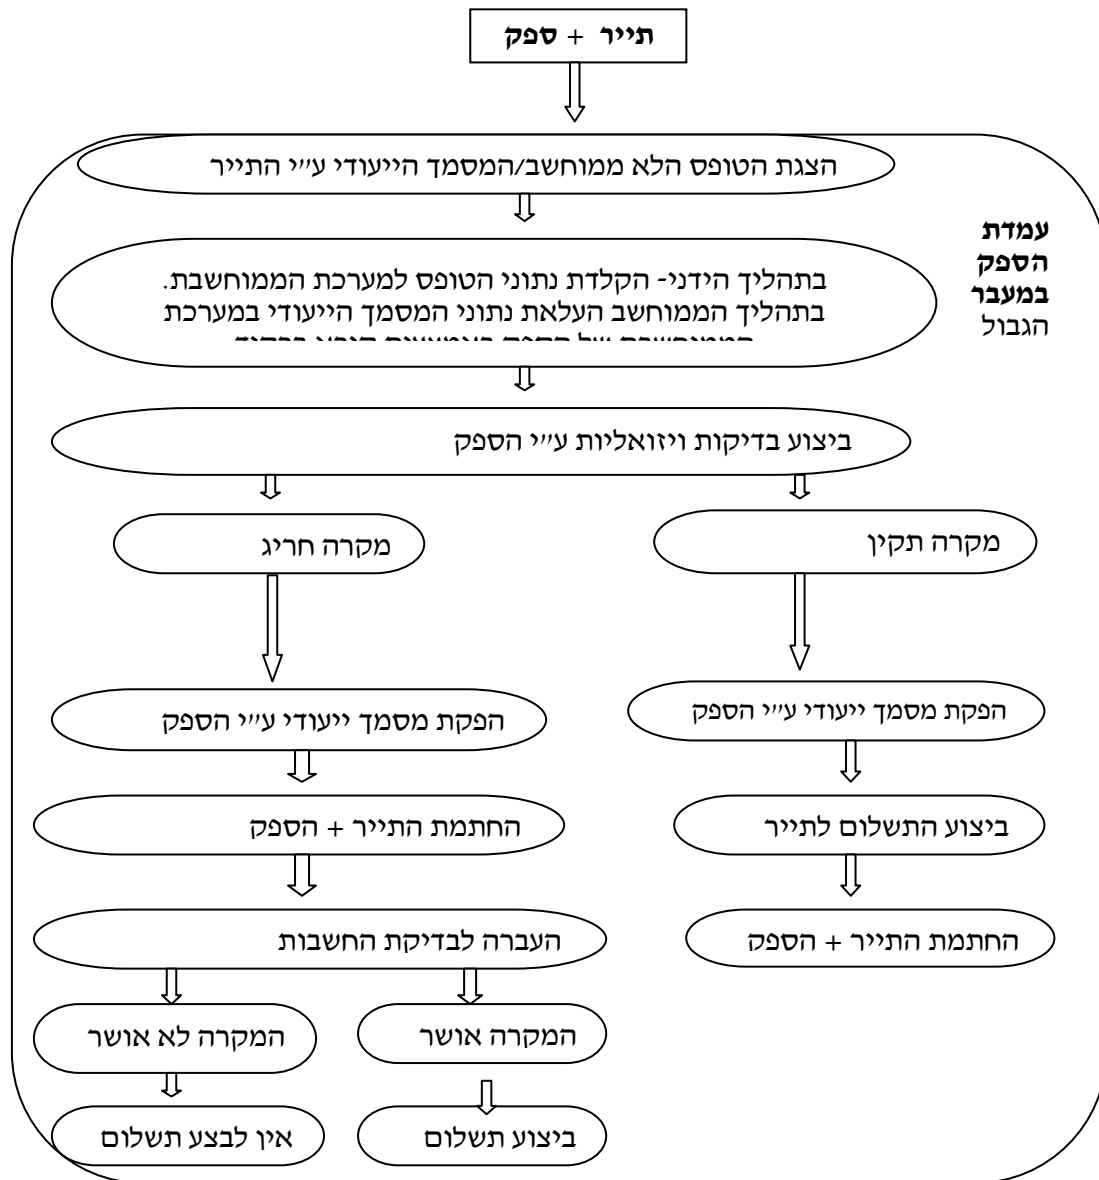 תייר + ספק
הצגת הטופס הלא ממוחשב/המסמך הייעודי ע״י התייר
עמדת
הספק
במעבר
הגבול
בתהליך הידני- הקלדת נתוני הטופס למערכת הממוחשבת.
בתהליך הממוחשב העלאת נתוני המסמך הייעודי במערכת
ביצוע בדיקות ויזואליות ע״י הספק
מקרה תקין
מקרה חריג
הפקת מסמך ייעודי ע״י הספק
הפקת מסמך ייעודי ע״י הספק
ביצוע התשלום לתייר
החתמת התייר + הספק
החתמת התייר + הספק
העברה לבדיקת החשבות
המקרה אושר
המקרה לא אושר
ביצוע תשלום
אין לבצע תשלום